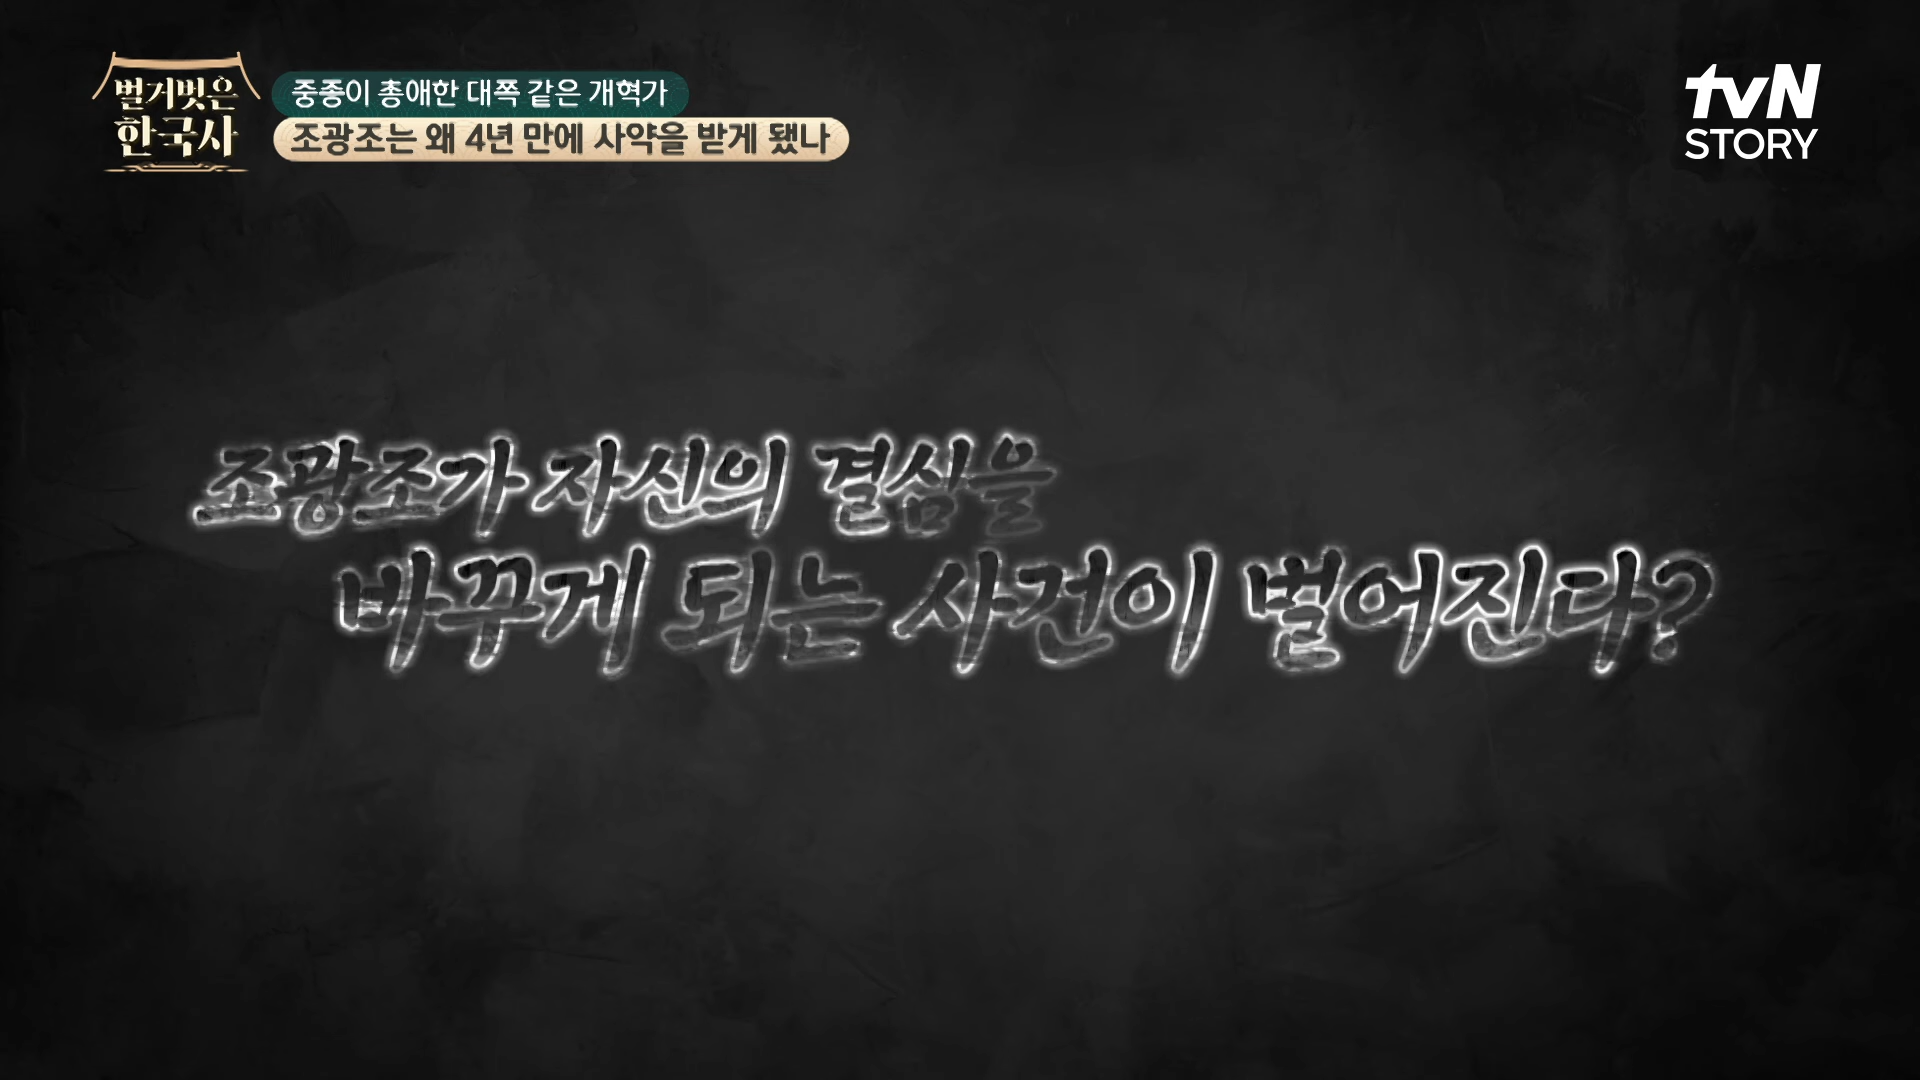 벌거벗은
한국사
중종이 총애한 대쪽 같은 개혁가
조광조는 왜 4년 만에 사약을 받게 됐나
tvN
STORY
조광조가 자신의 결심을
바꾸게 되는 사건이 벌어진다?